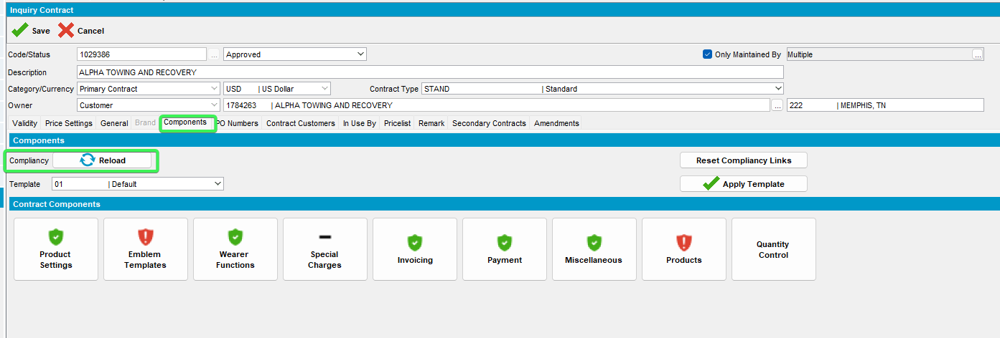 Inquiry Contract
Save Cancel
Code/Status 1029386 ... Approved Only Maintained By Multiple ...
Description ALPHA TOWING AND RECOVERY
Category/Currency Primary Contract USD | US Dollar Contract Type STAND | Standard
Owner Customer 1784263 | ALPHA TOWING AND RECOVERY ... 222 | MEMPHIS, TN
Validity Price Settings General Brand Components PO Numbers Contract Customers In Use By Pricelist Remark Secondary Contracts Amendments
Components
Compliancy Reload Reset Compliancy Links
Template 01 | Default Apply Template
Contract Components
Product Settings
Emblem Templates
Wearer Functions
Special Charges
Invoicing
Payment
Miscellaneous
Products
Quantity Control